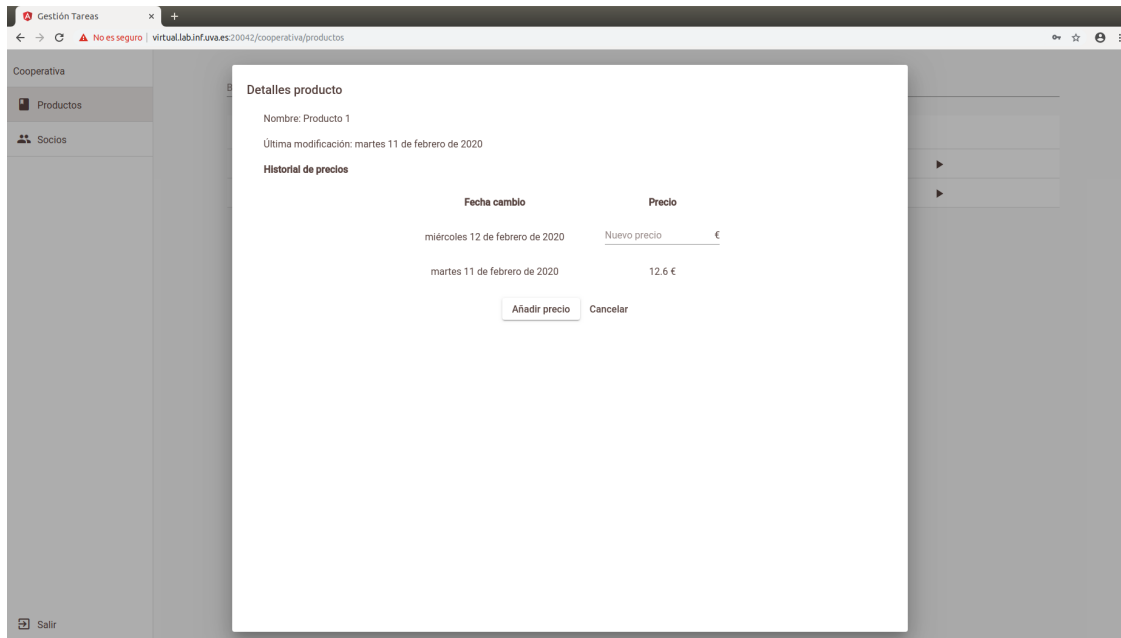 Gestión Tareas
No es seguro | virtual.lab.inf.uva.es:20042/cooperativa/productos
Cooperativa
Productos
Socios
Salir
B
Detalles producto
Nombre: Producto 1
Última modificación: martes 11 de febrero de 2020
Historial de precios
Fecha cambio Precio
miércoles 12 de febrero de 2020 Nuevo precio €
martes 11 de febrero de 2020 12.6 €
Añadir precio Cancelar